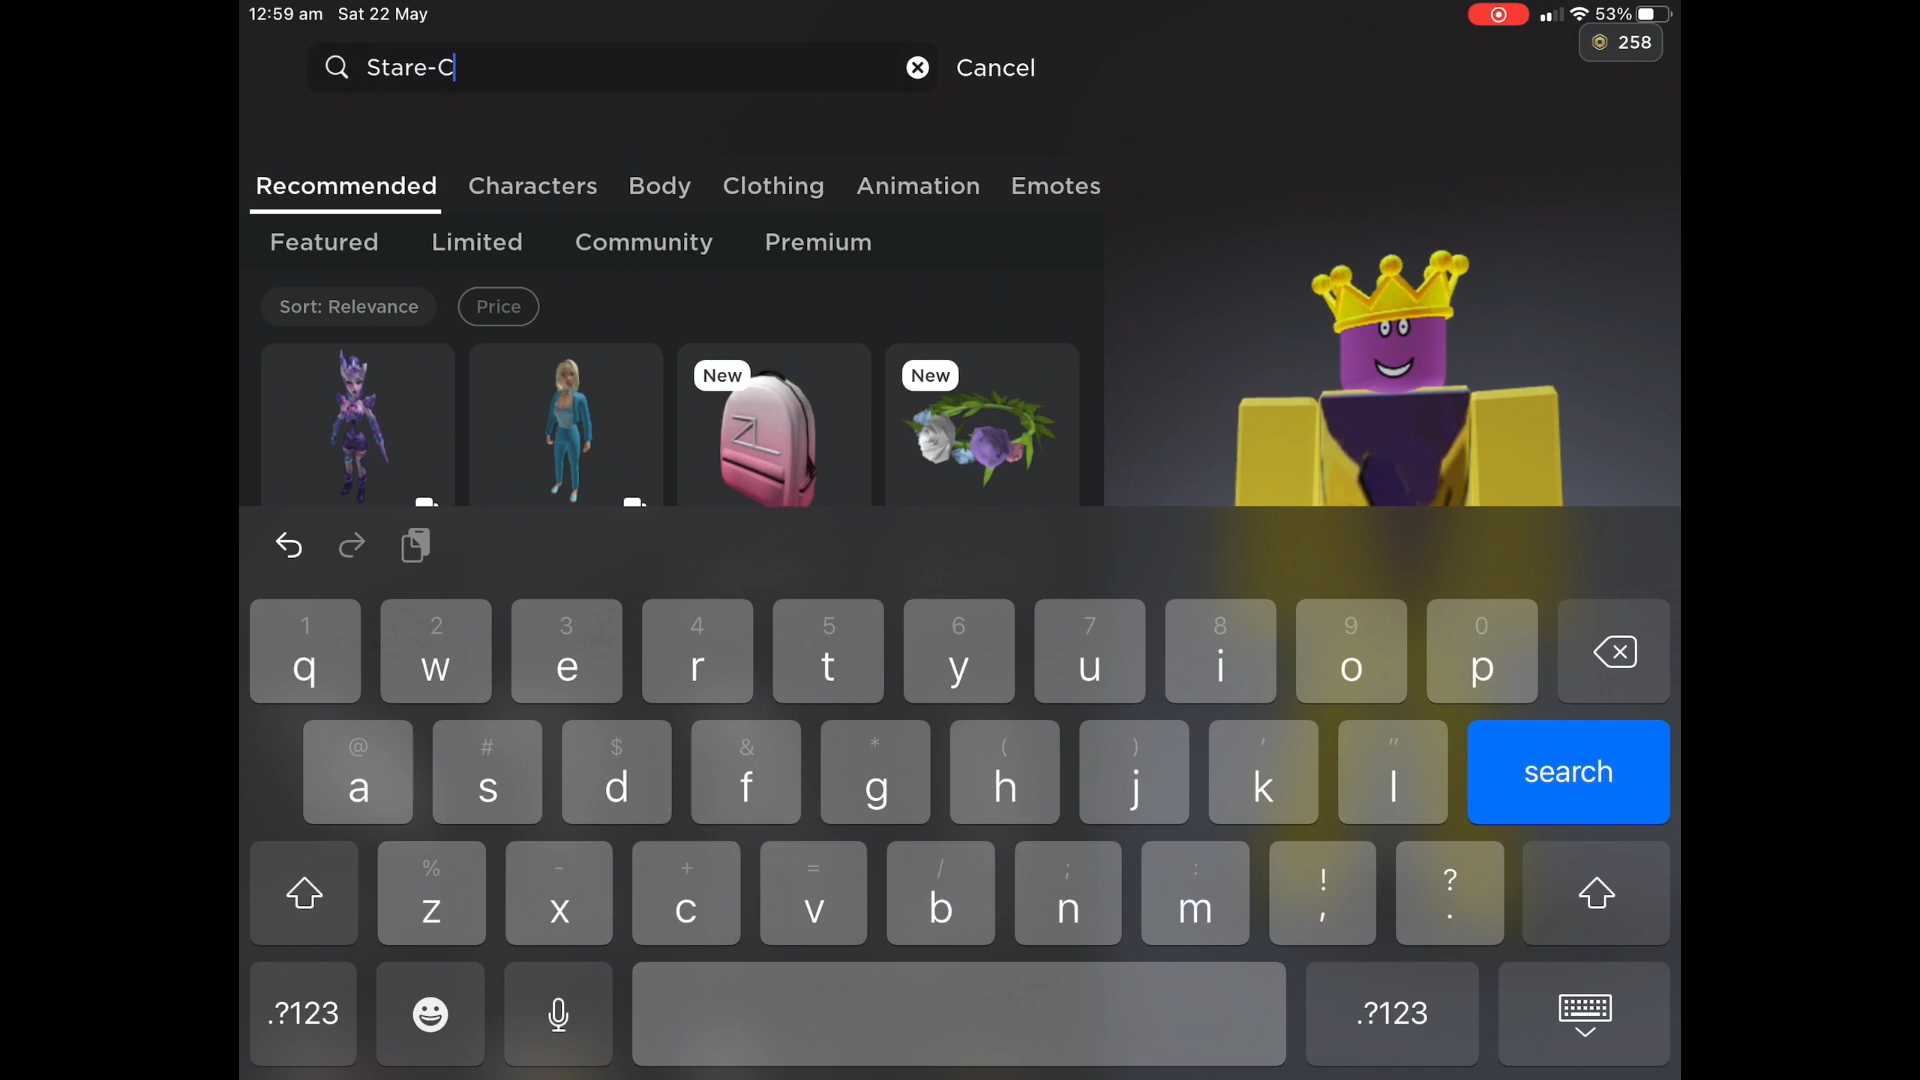 12:59 am Sat 22 May
53%
258
Stare-C
Cancel
Recommended Characters Body Clothing Animation Emotes
Featured Limited Community Premium
Sort: Relevance Price
New New
1 2 3 4 5 6 7 8 9 0
q w e r t y u i o p
@ # $ & * ( ) ' "
a s d f g h j k l search
% - + = / ; : ! ?
z x c v b n m , .
.?123 .?123